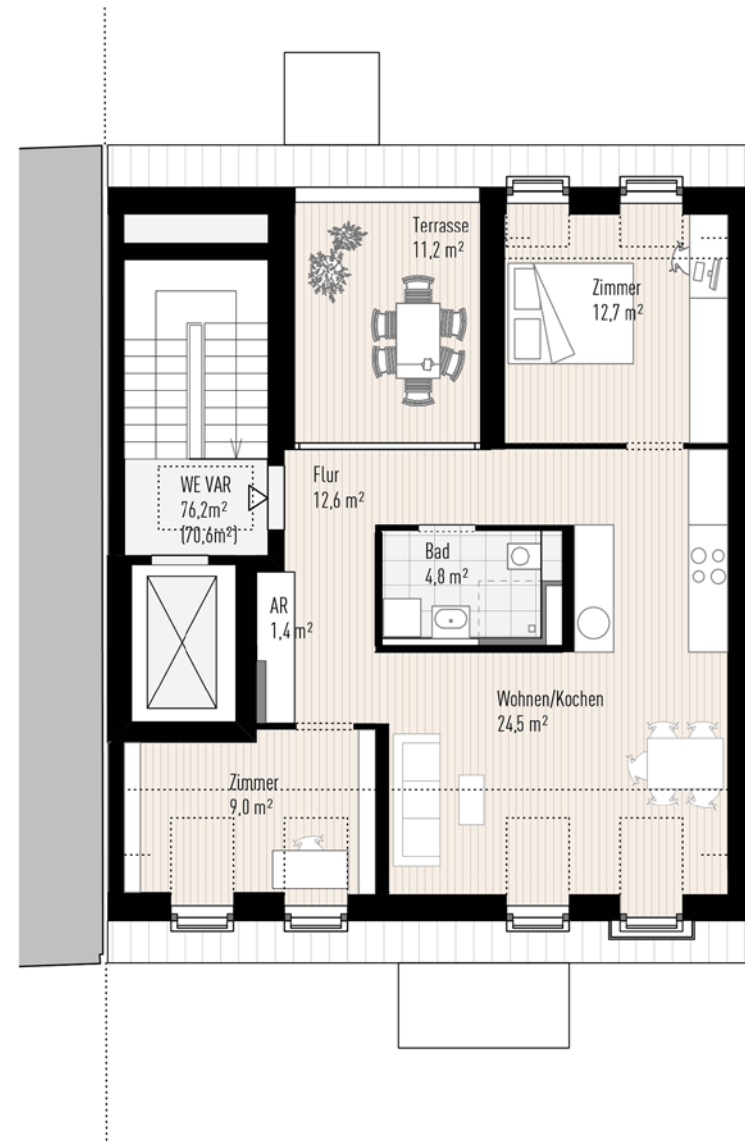 Terrasse
11,2 m²
Zimmer
12,7 m²
Flur
12,6 m²
WE VAR
76,2m²
(70,6m²)
Bad
4,8 m²
AR
1,4 m²
Wohnen/Kochen
24,5 m²
Zimmer
9,0 m²